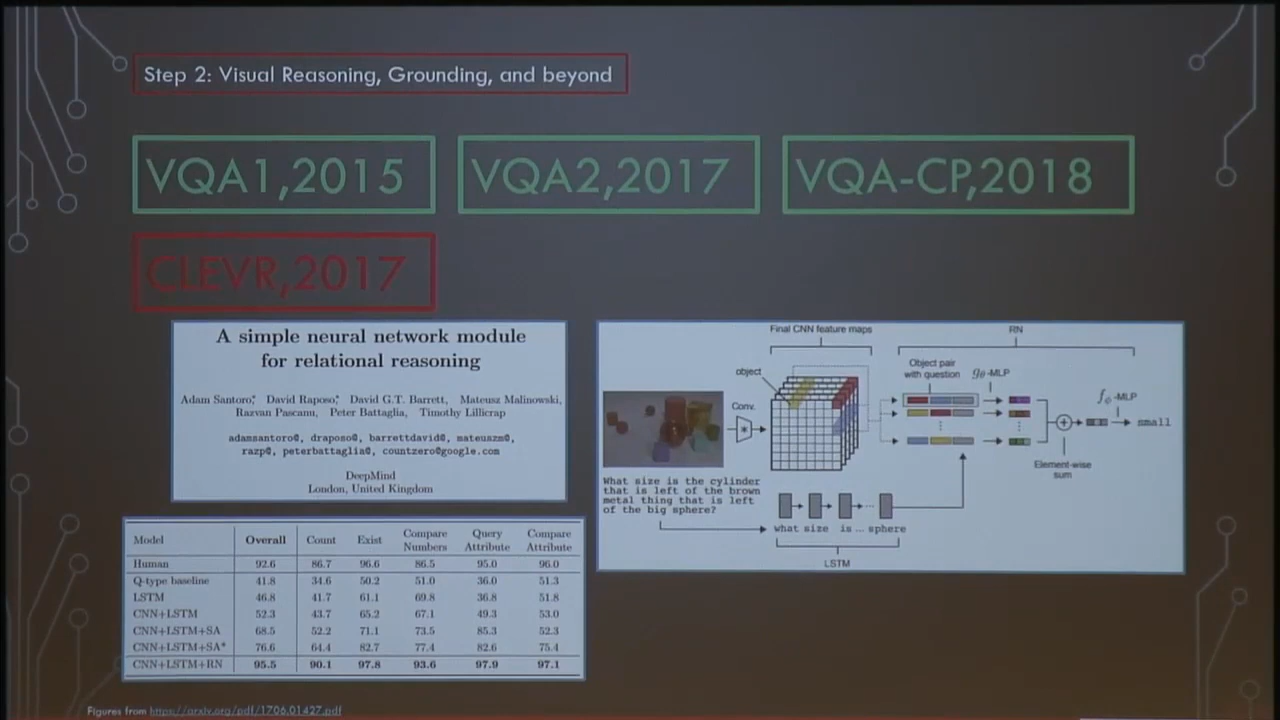 Step 2: Visual Reasoning, Grounding, and beyond
VQA1,2015
VQA2,2017
VQA-CP,2018
CLEVR,2017
A simple neural network module
for relational reasoning
Adam Santoro*, David Raposo*, David G.T. Barrett, Mateusz Malinowski,
Razvan Pascanu, Peter Battaglia, Timothy Lillicrap
adamsantoro@, draposo@, barrettdavid@, mateuszm@,
razp@, peterbattaglia@, countzero@google.com
DeepMind
London, United Kingdom
Final CNN feature maps
RN
object
Object pair
with question
gθ-MLP
fϕ-MLP
Conv.
*
+
small
Element-wise
sum
What size is the cylinder
that is left of the brown
metal thing that is left
of the big sphere?
what size is ... sphere
LSTM
Model Overall Count Exist Compare Numbers Query Attribute Compare Attribute
Human 92.6 86.7 96.6 86.5 95.0 96.0
Q-type baseline 41.8 34.6 50.2 51.0 36.0 51.3
LSTM 46.8 41.7 61.1 69.8 36.8 51.8
CNN+LSTM 52.3 43.7 65.2 67.1 49.3 53.0
CNN+LSTM+SA 68.5 52.2 71.1 73.5 85.3 52.3
CNN+LSTM+SA* 76.6 64.4 82.7 77.4 82.6 75.4
CNN+LSTM+RN 95.5 90.1 97.8 93.6 97.9 97.1
Figures from https://arxiv.org/pdf/1706.01427.pdf